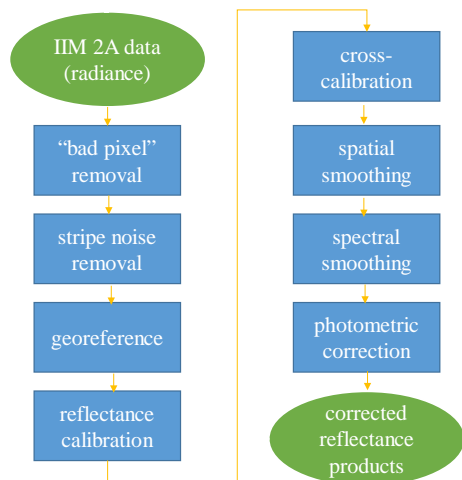 IIM 2A data
(radiance)
“bad pixel”
removal
stripe noise
removal
georeference
reflectance
calibration
cross-
calibration
spatial
smoothing
spectral
smoothing
photometric
correction
corrected
reflectance
products